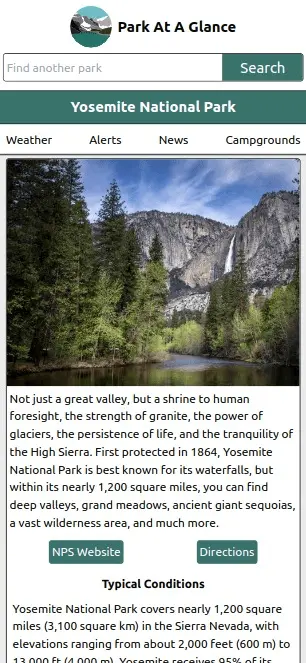 Park At A Glance
Find another park
Search
Yosemite National Park
Weather Alerts News Campgrounds
Not just a great valley, but a shrine to human
foresight, the strength of granite, the power of
glaciers, the persistence of life, and the tranquility of
the High Sierra. First protected in 1864, Yosemite
National Park is best known for its waterfalls, but
within its nearly 1,200 square miles, you can find
deep valleys, grand meadows, ancient giant sequoias,
a vast wilderness area, and much more.
NPS Website Directions
Typical Conditions
Yosemite National Park covers nearly 1,200 square
miles (3,100 square km) in the Sierra Nevada, with
elevations ranging from about 2,000 feet (600 m) to
13,000 ft (4,000 m). Yosemite receives 95% of its